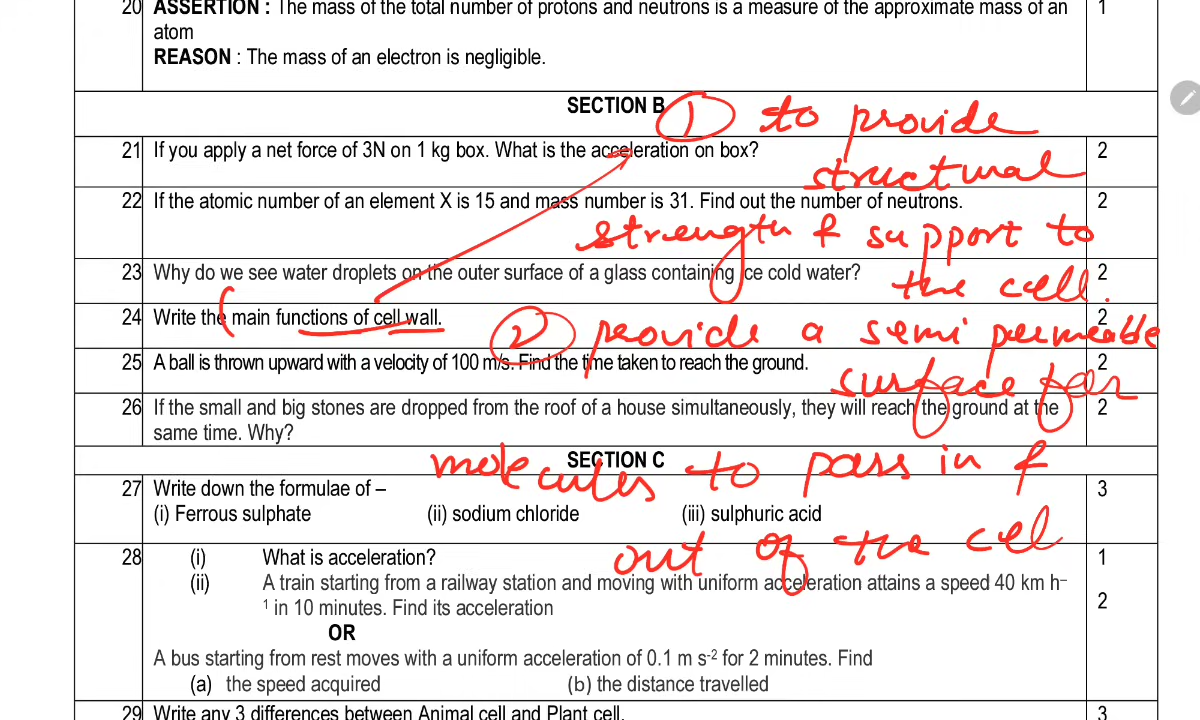 20 ASSERTION : The mass of the total number of protons and neutrons is a measure of the approximate mass of an 1
atom
REASON : The mass of an electron is negligible.
SECTION B
① to provide
21 If you apply a net force of 3N on 1 kg box. What is the acceleration on box? 2
structural
22 If the atomic number of an element X is 15 and mass number is 31. Find out the number of neutrons. 2
strength & support to
23 Why do we see water droplets on the outer surface of a glass containing ice cold water? 2
the cell.
24 Write the main functions of cell wall. 2
② provide a semi permeable
25 A ball is thrown upward with a velocity of 100 m/s. Find the time taken to reach the ground. 2
surface for
26 If the small and big stones are dropped from the roof of a house simultaneously, they will reach the ground at the 2
same time. Why?
SECTION C
molecules to pass in &
27 Write down the formulae of – 3
(i) Ferrous sulphate (ii) sodium chloride (iii) sulphuric acid
out of the cell
28 (i) What is acceleration? 1
(ii) A train starting from a railway station and moving with uniform acceleration attains a speed 40 km h⁻
¹ in 10 minutes. Find its acceleration 2
OR
A bus starting from rest moves with a uniform acceleration of 0.1 m s⁻² for 2 minutes. Find
(a) the speed acquired (b) the distance travelled
29 Write any 3 differences between Animal cell and Plant cell. 3